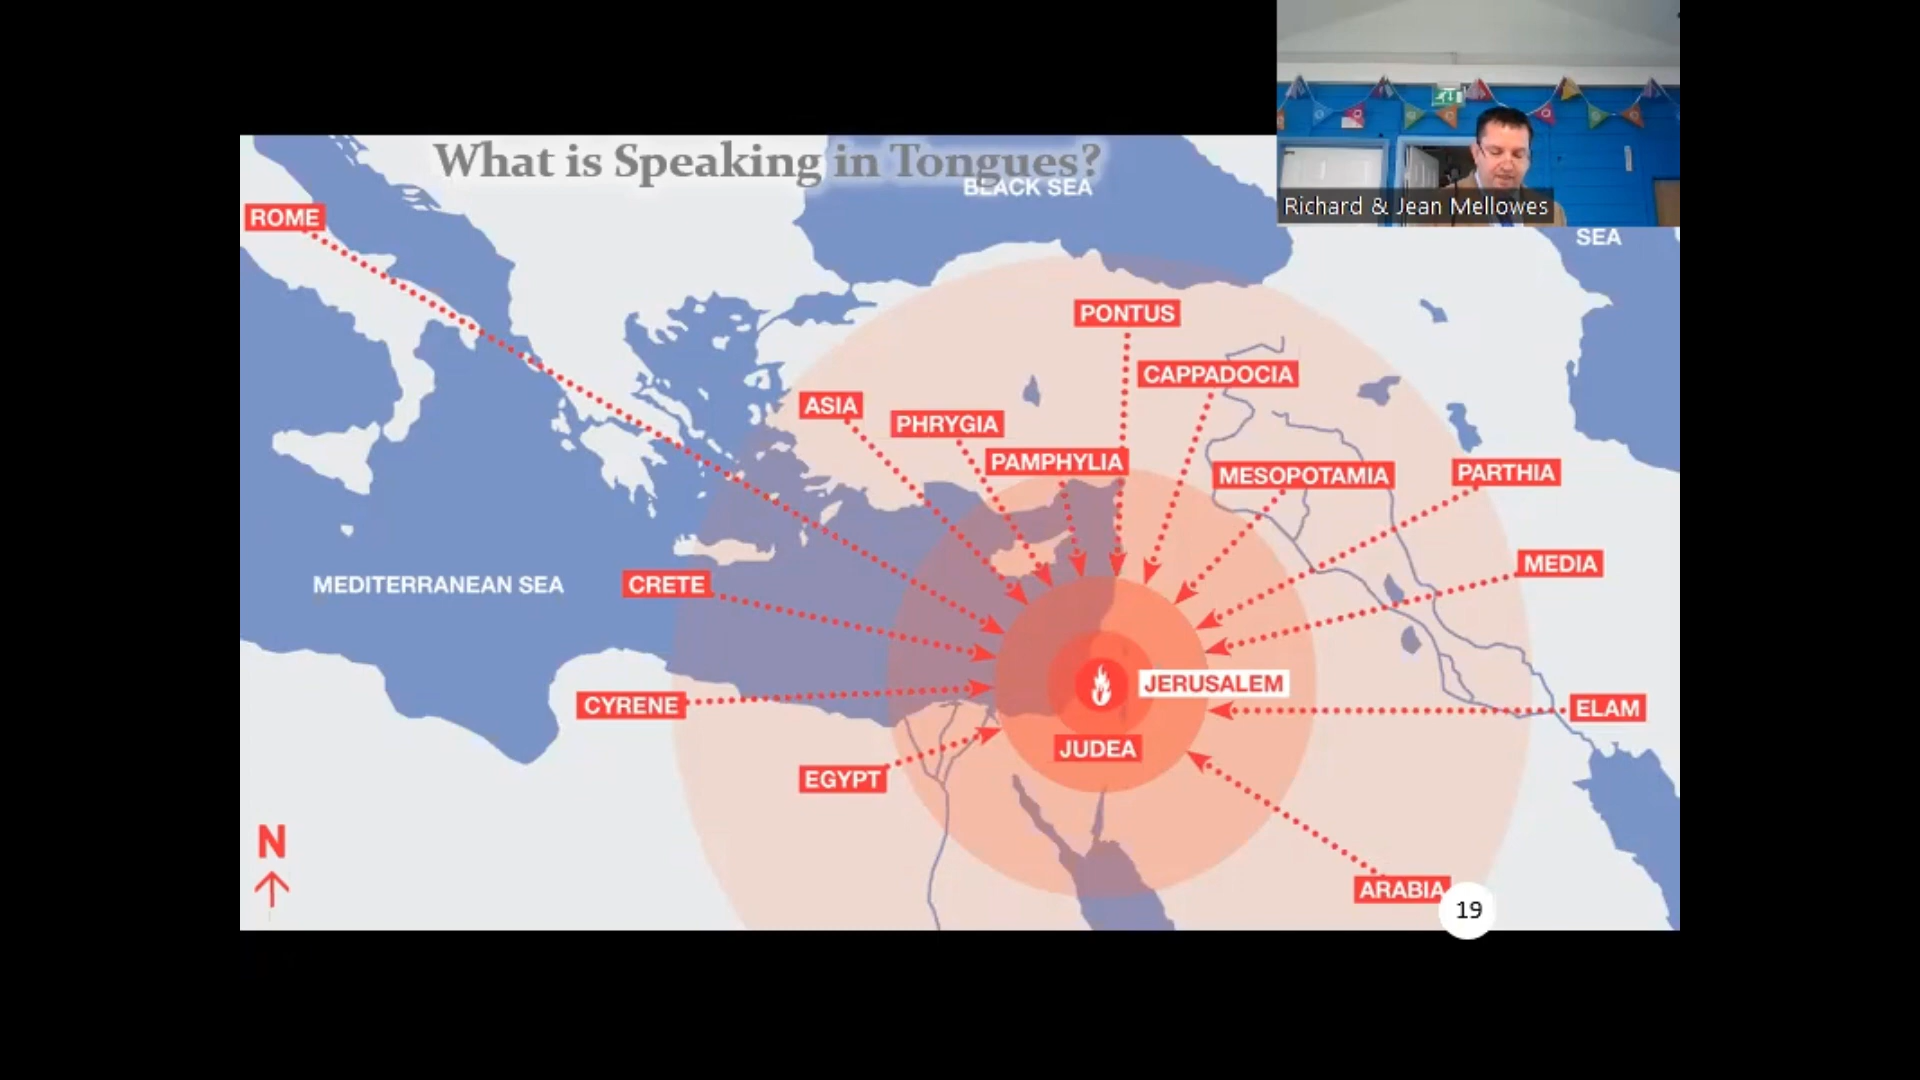 What is Speaking in Tongues?
BLACK SEA
Richard & Jean Mellowes
SEA
ROME
PONTUS
CAPPADOCIA
ASIA
PHRYGIA
PAMPHYLIA
MESOPOTAMIA
PARTHIA
MEDIA
MEDITERRANEAN SEA
CRETE
JERUSALEM
CYRENE
ELAM
JUDEA
EGYPT
N
ARABIA
19